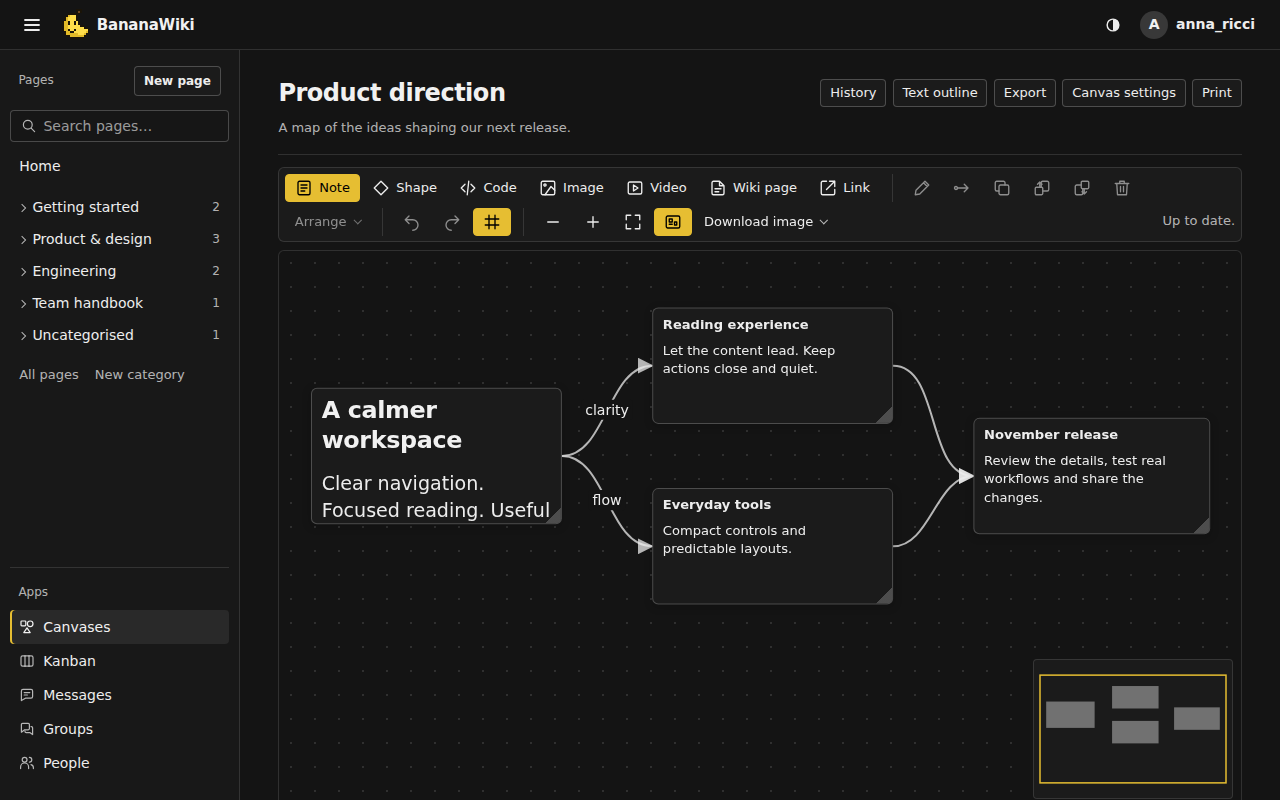 BananaWiki
A anna_ricci
Pages
New page
Search pages...
Home
Getting started 2
Product & design 3
Engineering 2
Team handbook 1
Uncategorised 1
All pages New category
Apps
Canvases
Kanban
Messages
Groups
People
Product direction
History Text outline Export Canvas settings Print
A map of the ideas shaping our next release.
Note Shape Code Image Video Wiki page Link
Arrange Download image Up to date.
A calmer
workspace
Clear navigation.
Focused reading. Useful
clarity
flow
Reading experience
Let the content lead. Keep
actions close and quiet.
Everyday tools
Compact controls and
predictable layouts.
November release
Review the details, test real
workflows and share the
changes.